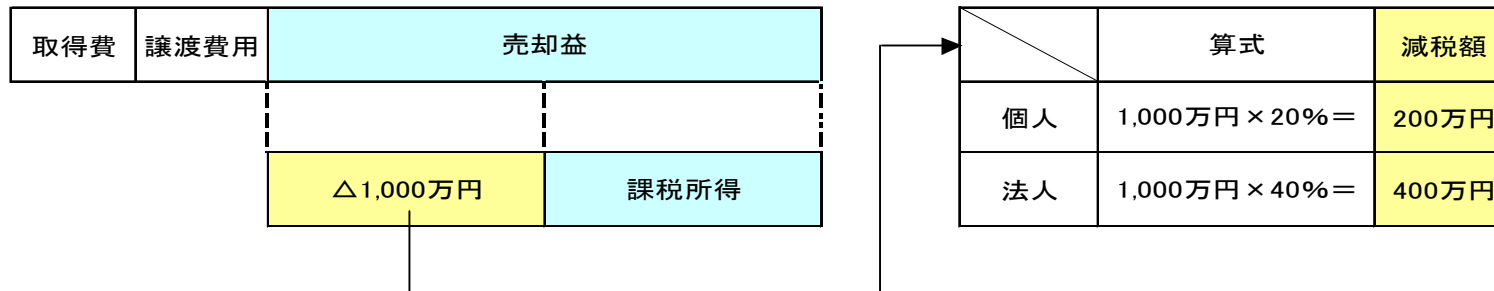 取得費 譲渡費用 売却益
△1,000万円 課税所得
算式 減税額
個人 1,000万円×20%＝ 200万円
法人 1,000万円×40%＝ 400万円